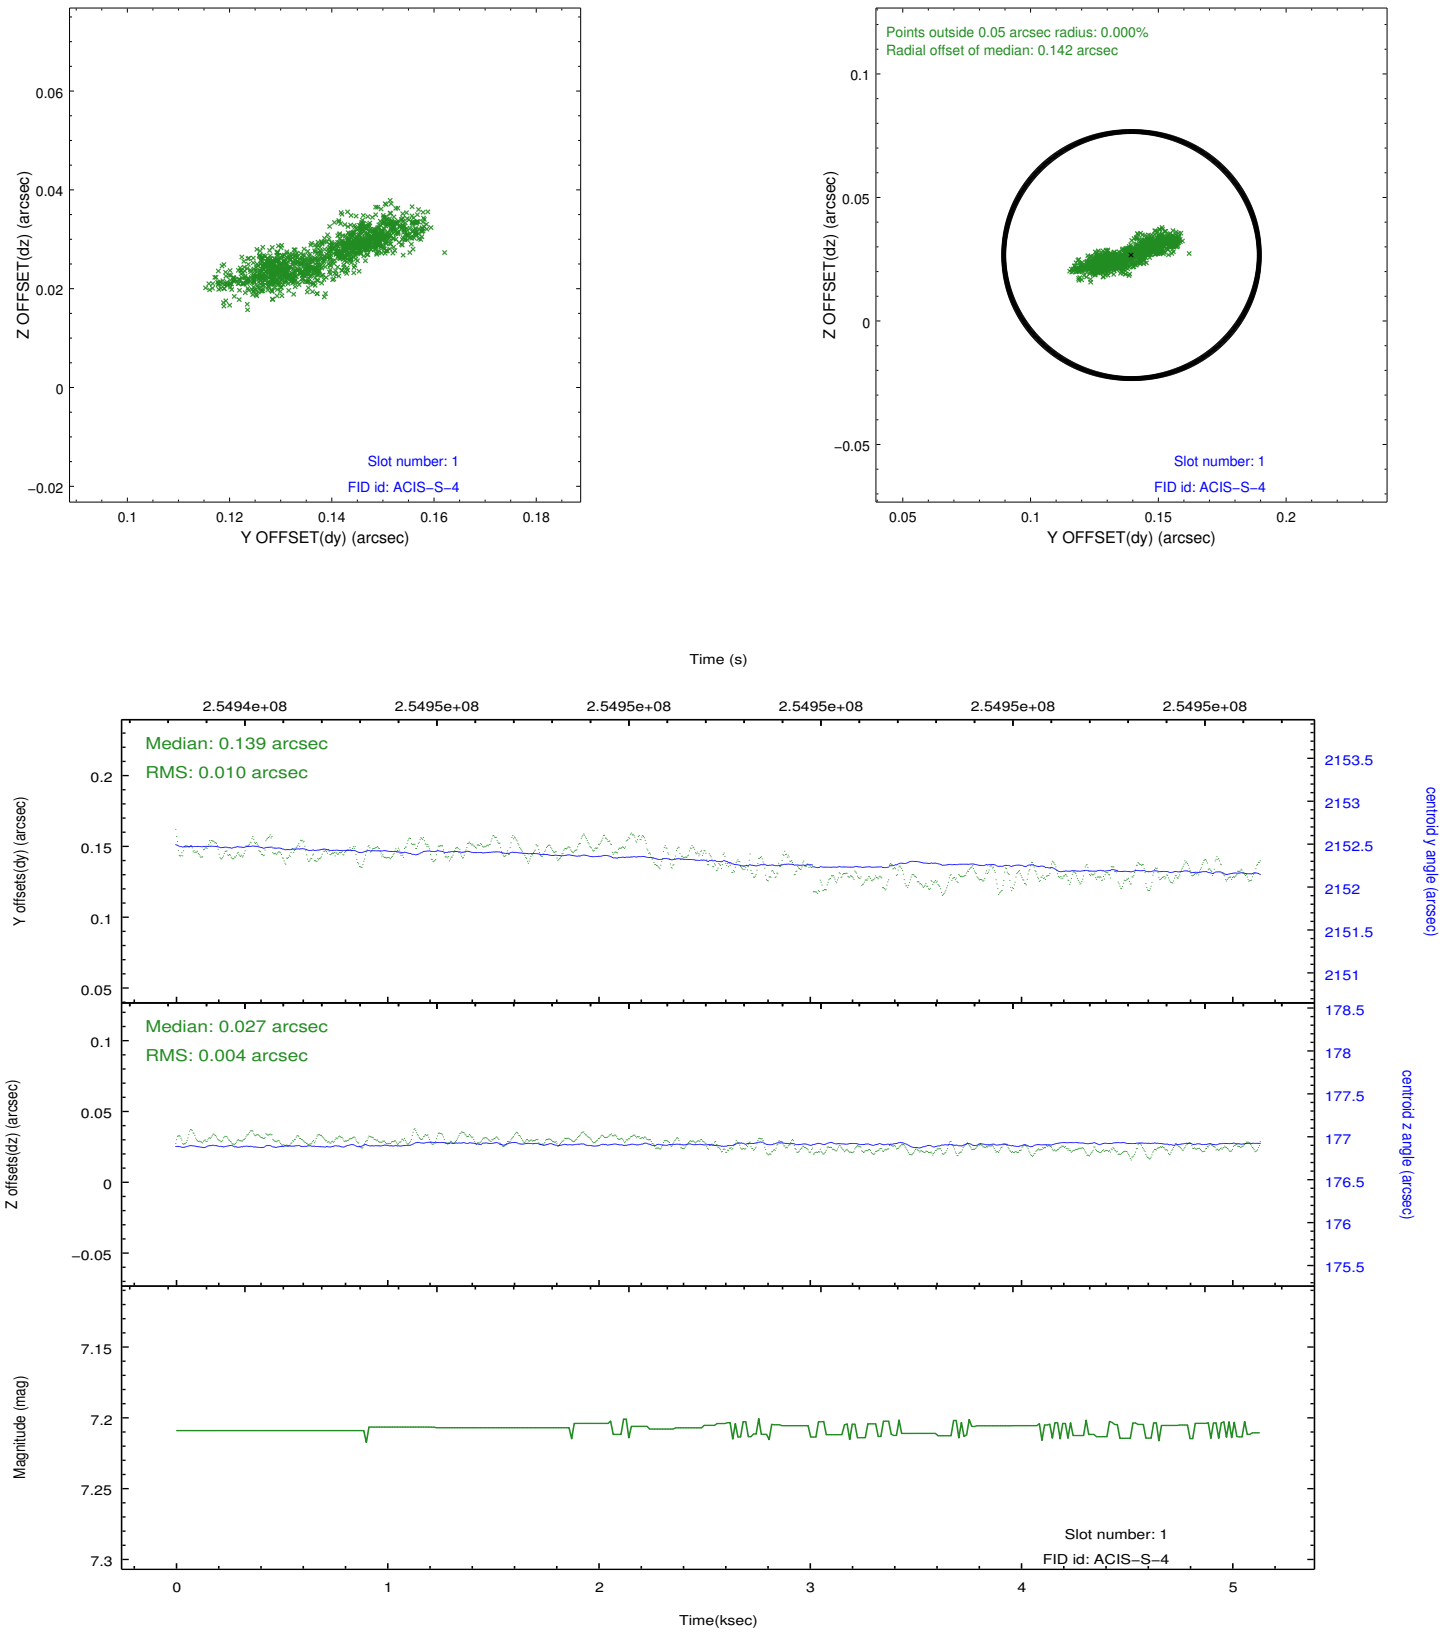 0.06
0.04
0.02
0
−0.02
Z OFFSET(dz) (arcsec)
Slot number: 1
FID id: ACIS−S−4
0.1
0.12
0.14
0.16
0.18
Y OFFSET(dy) (arcsec)
Points outside 0.05 arcsec radius: 0.000%
Radial offset of median: 0.142 arcsec
0.1
0.05
0
−0.05
Z OFFSET(dz) (arcsec)
Slot number: 1
FID id: ACIS−S−4
0.05
0.1
0.15
0.2
Y OFFSET(dy) (arcsec)
Time (s)
2.5494e+08
2.5495e+08
2.5495e+08
2.5495e+08
2.5495e+08
2.5495e+08
Median: 0.139 arcsec
RMS: 0.010 arcsec
0.2
0.15
0.1
0.05
Y offsets(dy) (arcsec)
2153.5
2153
2152.5
2152
2151.5
2151
centroid y angle (arcsec)
Median: 0.027 arcsec
RMS: 0.004 arcsec
0.1
0.05
0
−0.05
Z offsets(dz) (arcsec)
178.5
178
177.5
177
176.5
176
175.5
centroid z angle (arcsec)
7.15
7.2
7.25
7.3
Magnitude (mag)
Slot number: 1
FID id: ACIS−S−4
0
1
2
3
4
5
Time(ksec)